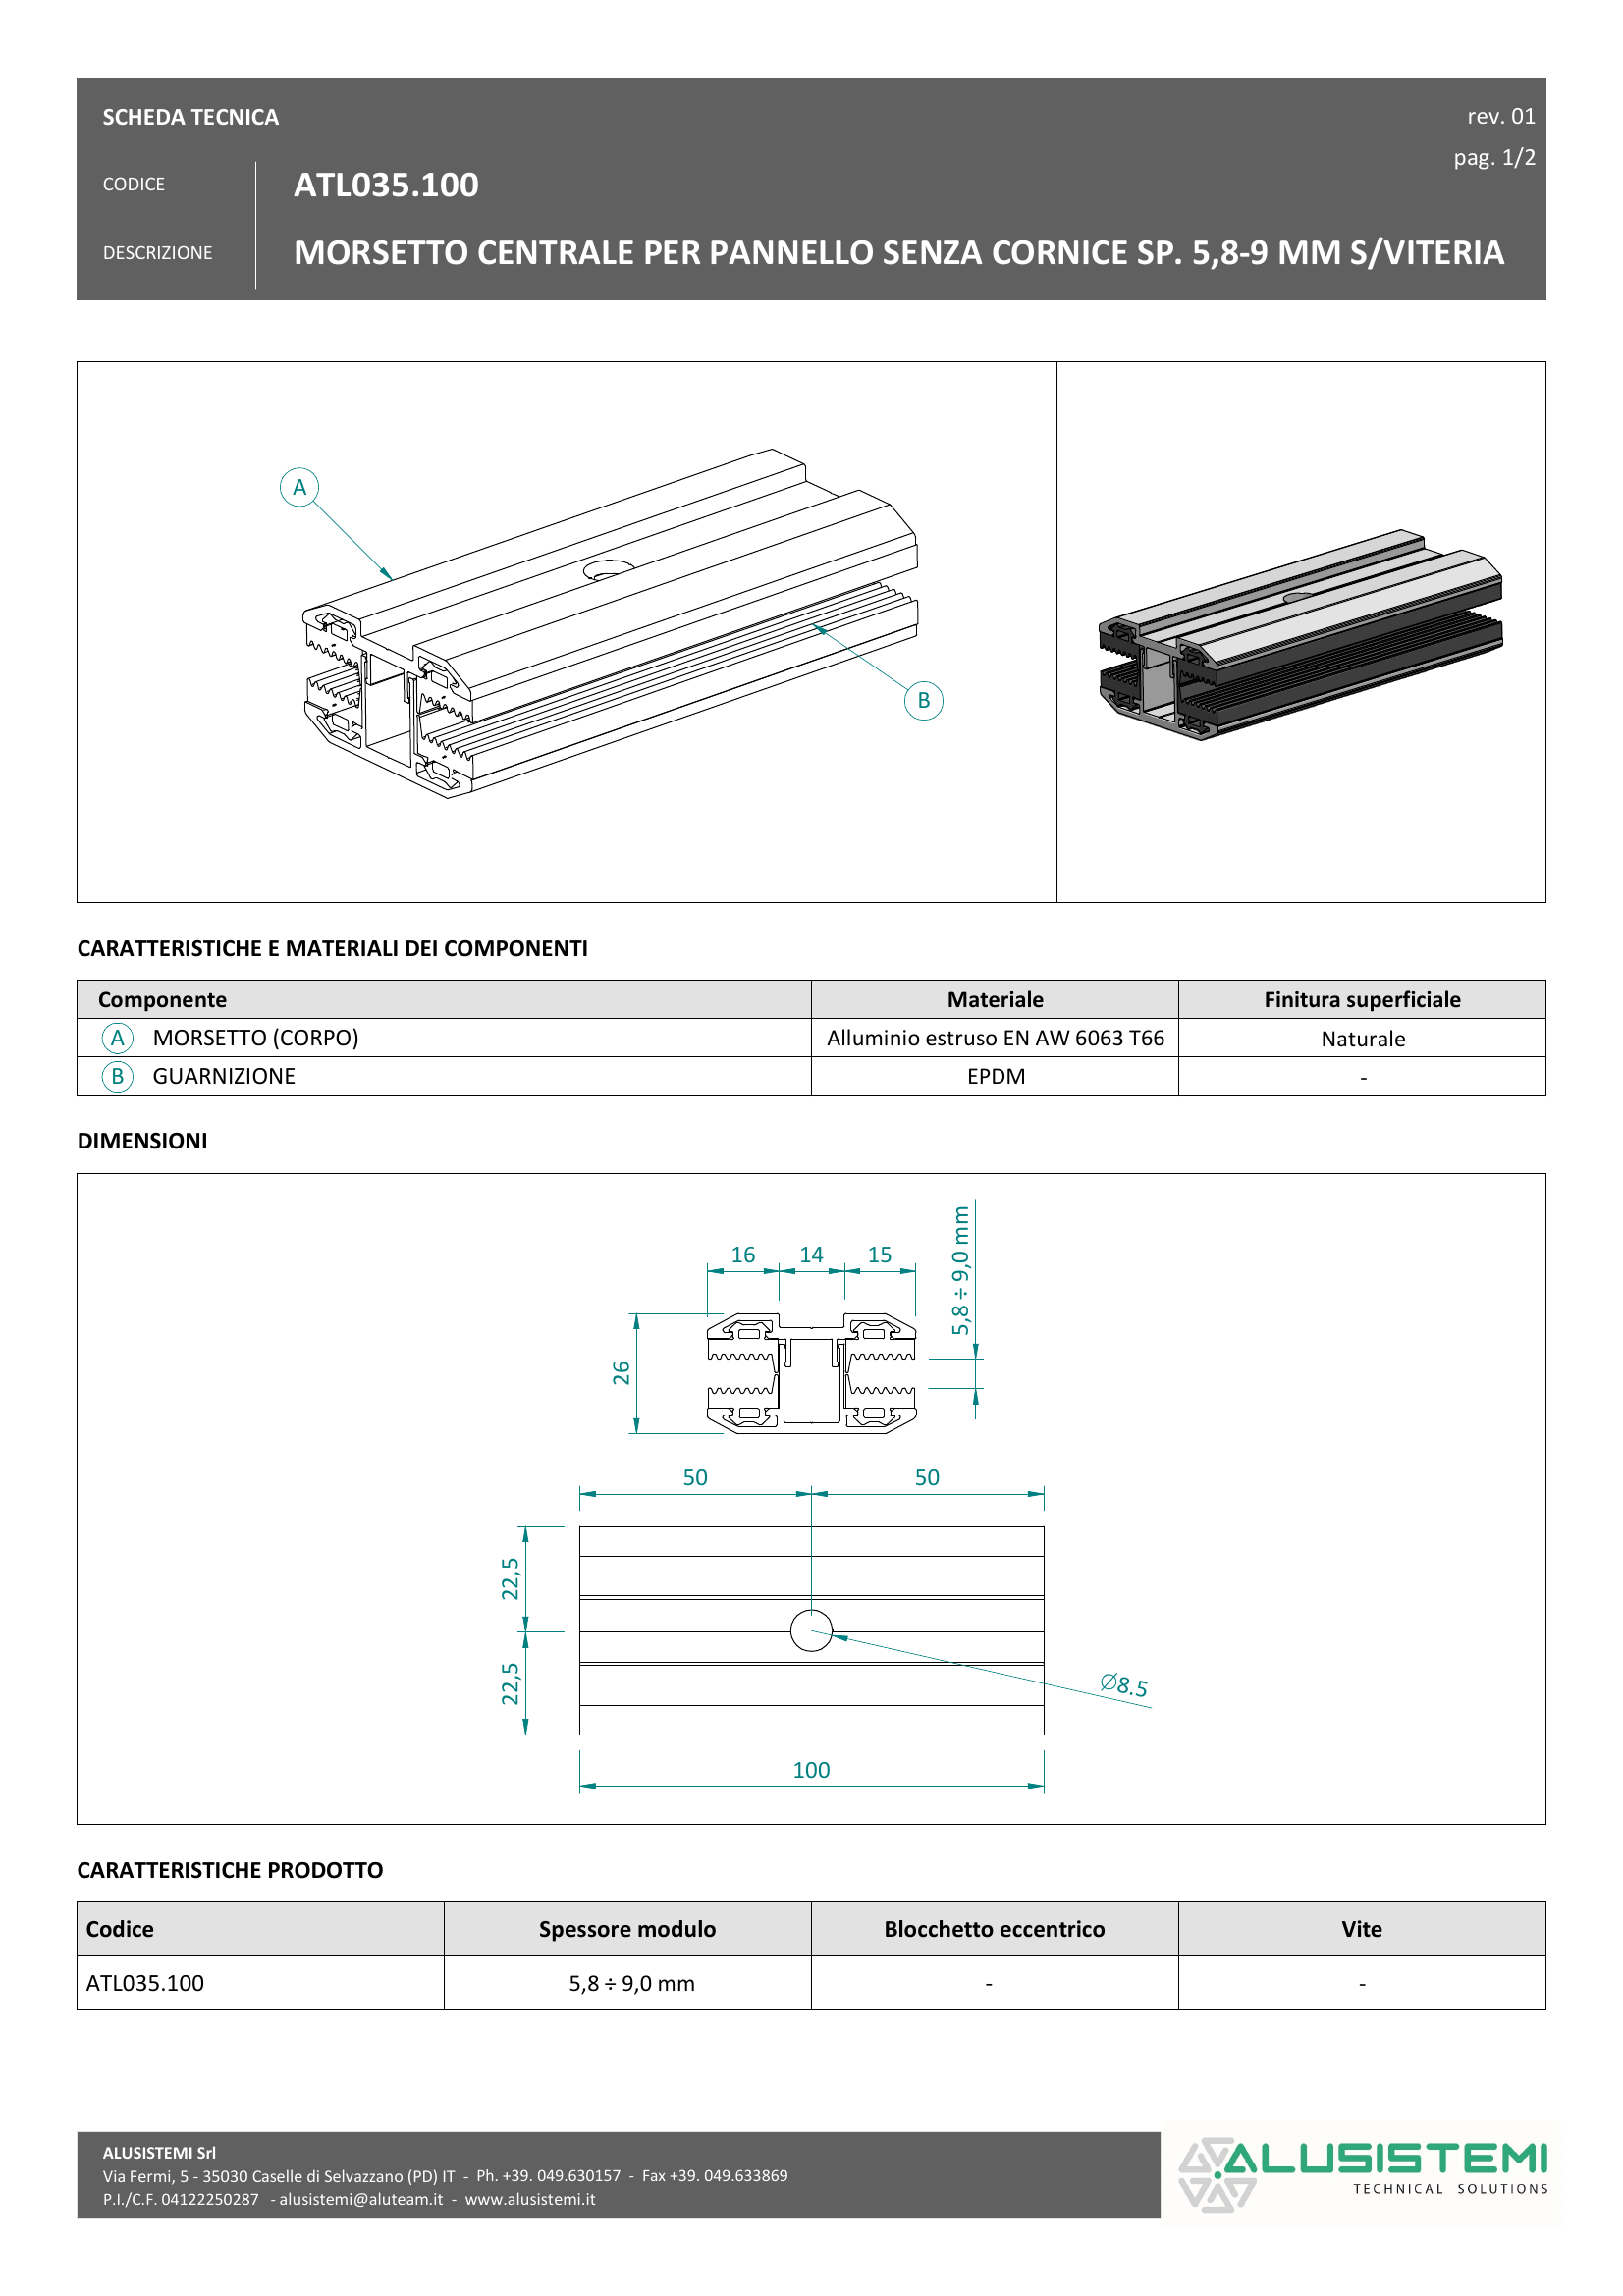 SCHEDA TECNICA
rev. 01
pag. 1/2
CODICE
ATL035.100
DESCRIZIONE
MORSETTO CENTRALE PER PANNELLO SENZA CORNICE SP. 5,8-9 MM S/VITERIA
A
B
CARATTERISTICHE E MATERIALI DEI COMPONENTI
Componente Materiale Finitura superficiale
A MORSETTO (CORPO) Alluminio estruso EN AW 6063 T66 Naturale
B GUARNIZIONE EPDM -
DIMENSIONI
16 14 15
5,8 ÷ 9,0 mm
26
50 50
22,5
22,5
∅8.5
100
CARATTERISTICHE PRODOTTO
Codice Spessore modulo Blocchetto eccentrico Vite
ATL035.100 5,8 ÷ 9,0 mm - -
ALUSISTEMI Srl
Via Fermi, 5 - 35030 Caselle di Selvazzano (PD) IT - Ph. +39. 049.630157 - Fax +39. 049.633869
P.I./C.F. 04122250287 - alusistemi@aluteam.it - www.alusistemi.it
ALUSISTEMI
TECHNICAL SOLUTIONS